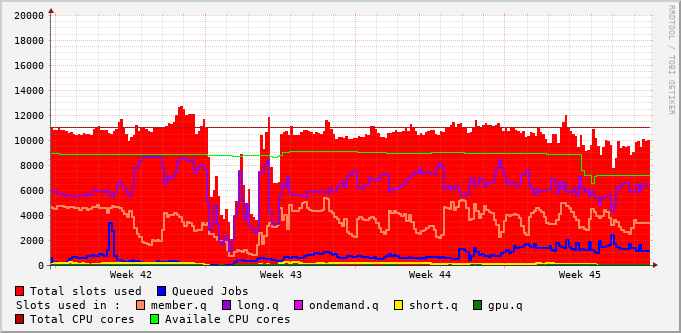 20000
18000
16000
14000
12000
10000
8000
6000
4000
2000
0
Week 42 Week 43 Week 44 Week 45
RRDTOOL / TOBI OETIKER
Total slots used Queued Jobs
Slots used in : member.q long.q ondemand.q short.q gpu.q
Total CPU cores Availale CPU cores